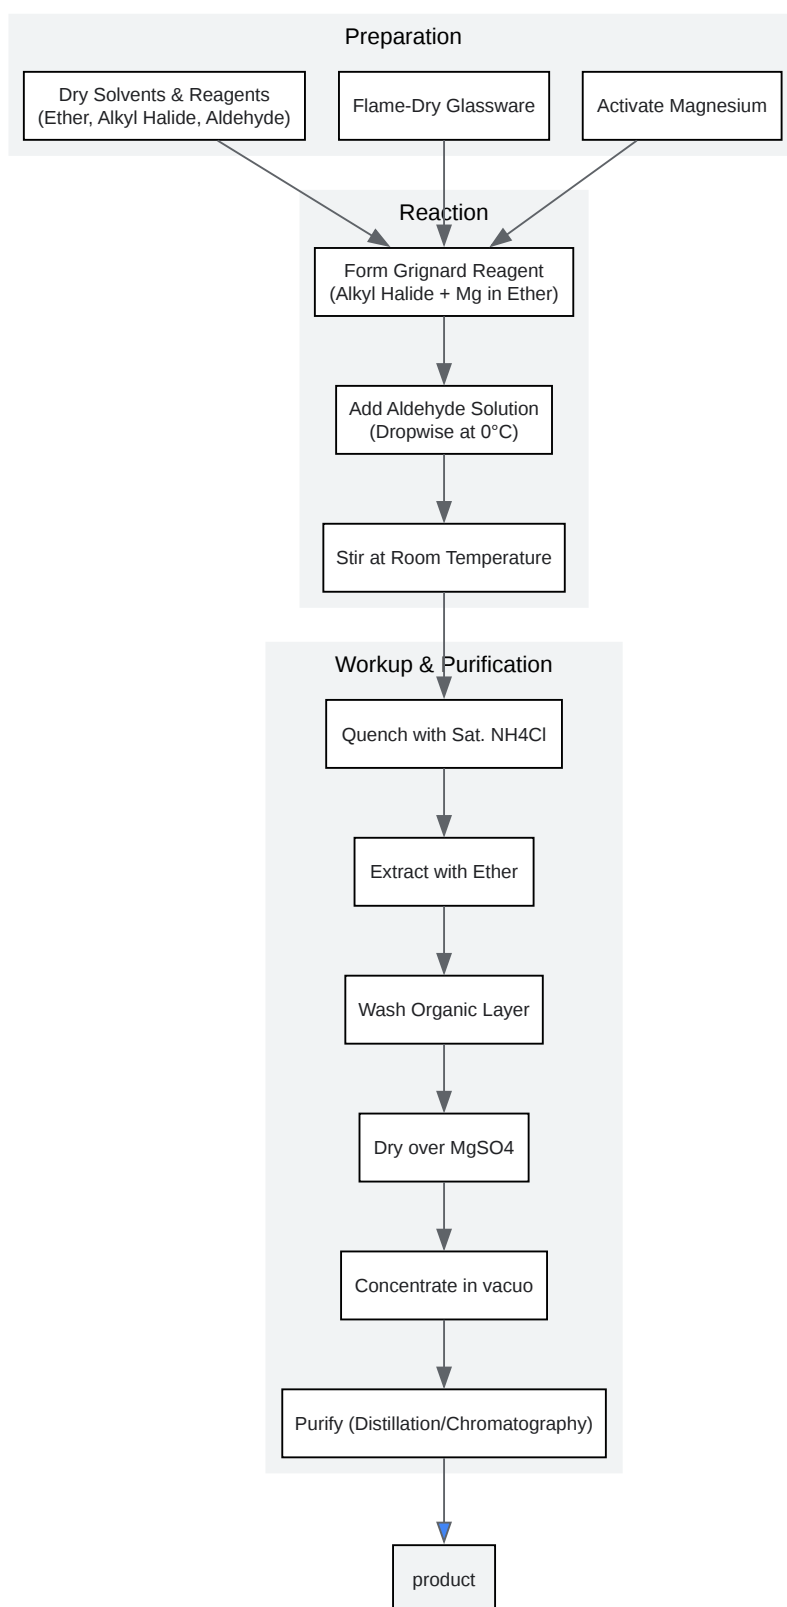 Preparation
Dry Solvents & Reagents
(Ether, Alkyl Halide, Aldehyde)
Flame-Dry Glassware
Activate Magnesium
Reaction
Form Grignard Reagent
(Alkyl Halide + Mg in Ether)
Add Aldehyde Solution
(Dropwise at 0°C)
Stir at Room Temperature
Workup & Purification
Quench with Sat. NH4Cl
Extract with Ether
Wash Organic Layer
Dry over MgSO4
Concentrate in vacuo
Purify (Distillation/Chromatography)
product